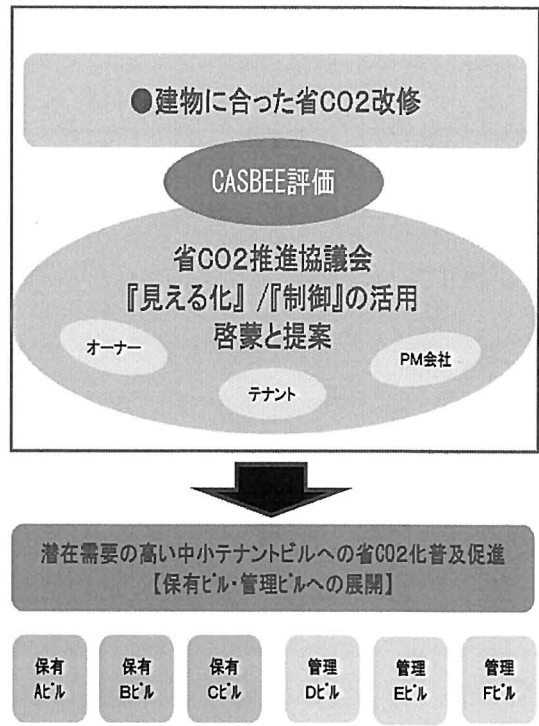 ●建物に合った省CO2改修
CASBEE評価
省CO2推進協議会
『見える化』/『制御』の活用
啓蒙と提案
オーナー
テナント
PM会社
潜在需要の高い中小テナントビルへの省CO2化普及促進
【保有ﾋﾞﾙ・管理ﾋﾞﾙへの展開】
保有
Aﾋﾞﾙ
保有
Bﾋﾞﾙ
保有
Cﾋﾞﾙ
管理
Dﾋﾞﾙ
管理
Eﾋﾞﾙ
管理
Fﾋﾞﾙ